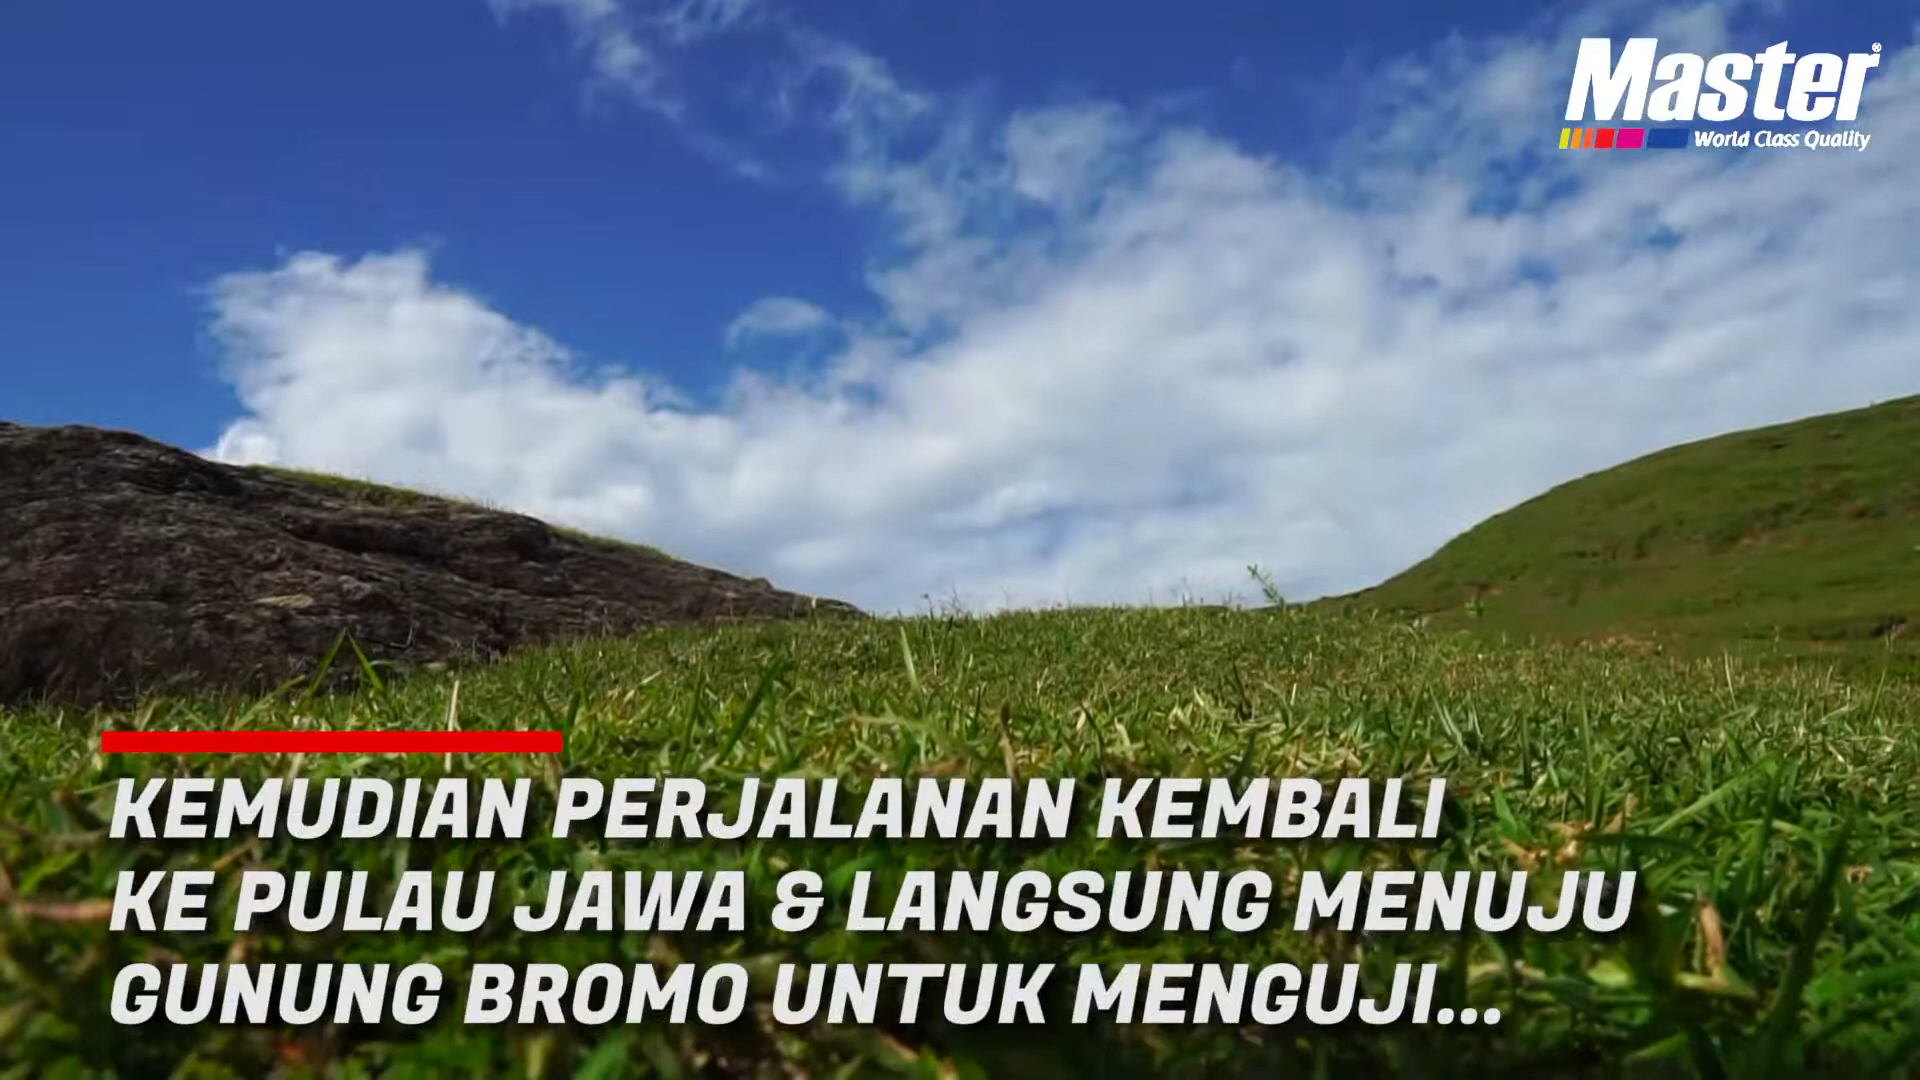 Master®
World Class Quality
KEMUDIAN PERJALANAN KEMBALI
KE PULAU JAWA & LANGSUNG MENUJU
GUNUNG BROMO UNTUK MENGUJI...